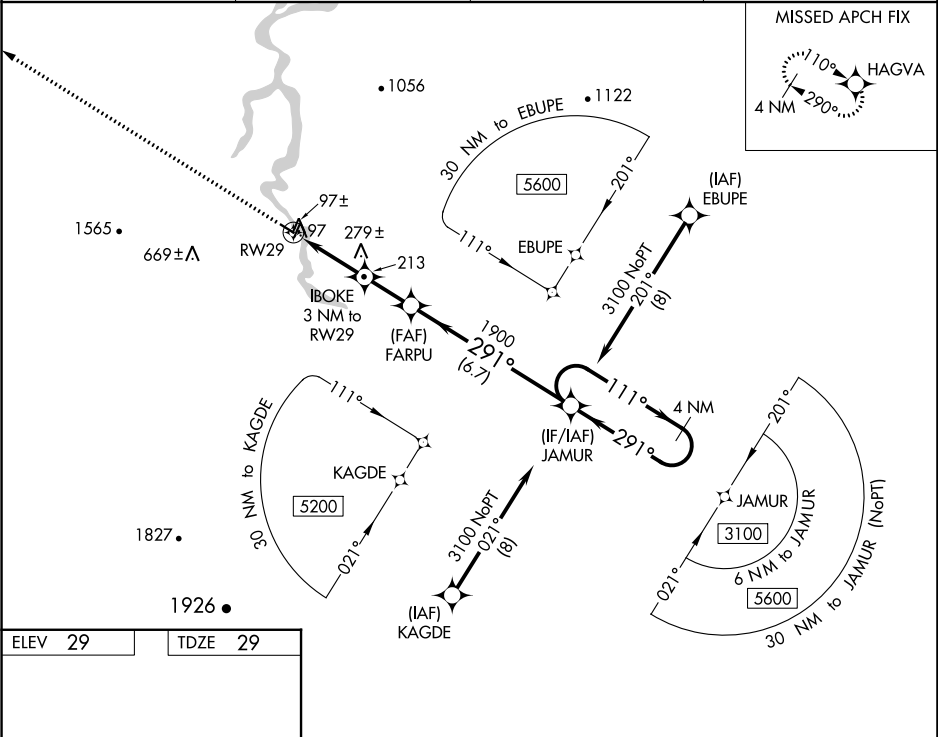 MISSED APCH FIX
110°
HAGVA
4 NM
290°
1056
1122
30 NM to EBUPE
5600
201°
EBUPE
111°
(IAF)
EBUPE
3100 NoPT
201°
(8)
97±
97
RW29
1565
669±
279±
213
IBOKE
3 NM to
RW29
(FAF)
FARPU
1900
291°
(6.7)
111°
4 NM
291°
(IF/IAF)
JAMUR
30 NM to KAGDE
111°
KAGDE
5200
021°
3100 NoPT
021°
(8)
(IAF)
KAGDE
201°
JAMUR
3100
6 NM to JAMUR
5600
021°
30 NM to JAMUR (NoPT)
1827
1926
ELEV 29
TDZE 29